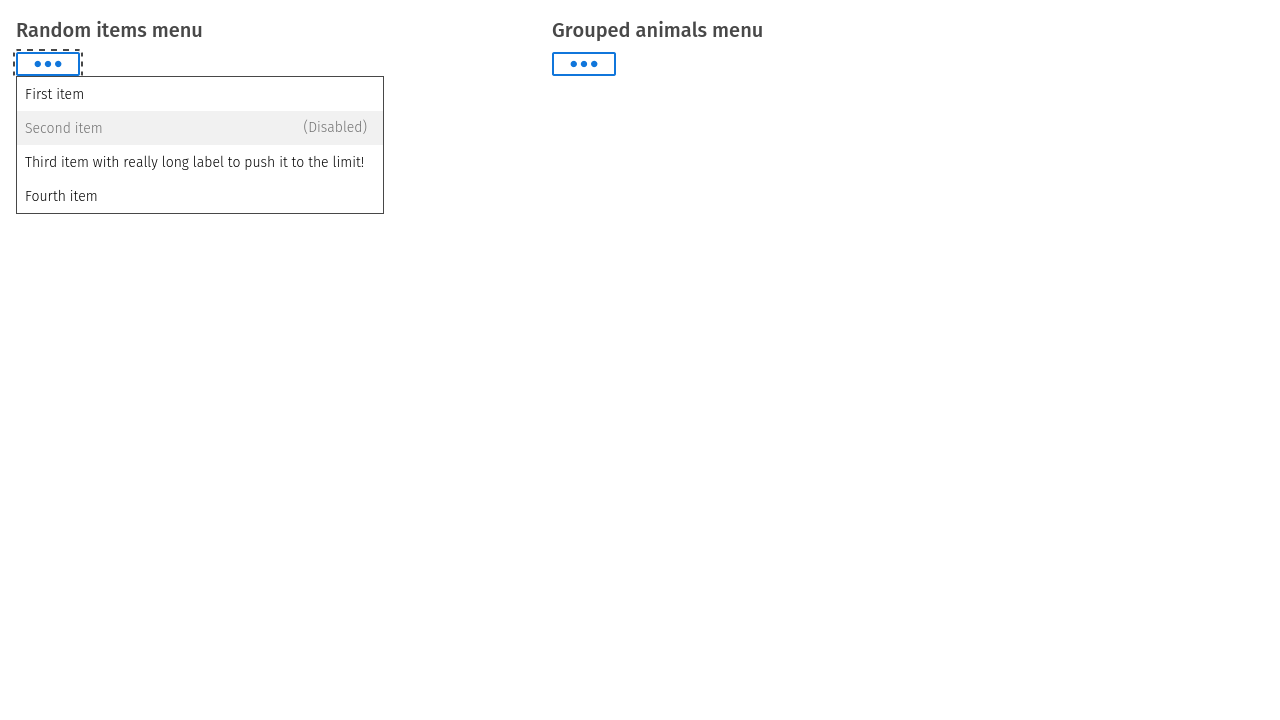 Random items menu
Grouped animals menu
First item
Second item (Disabled)
Third item with really long label to push it to the limit!
Fourth item